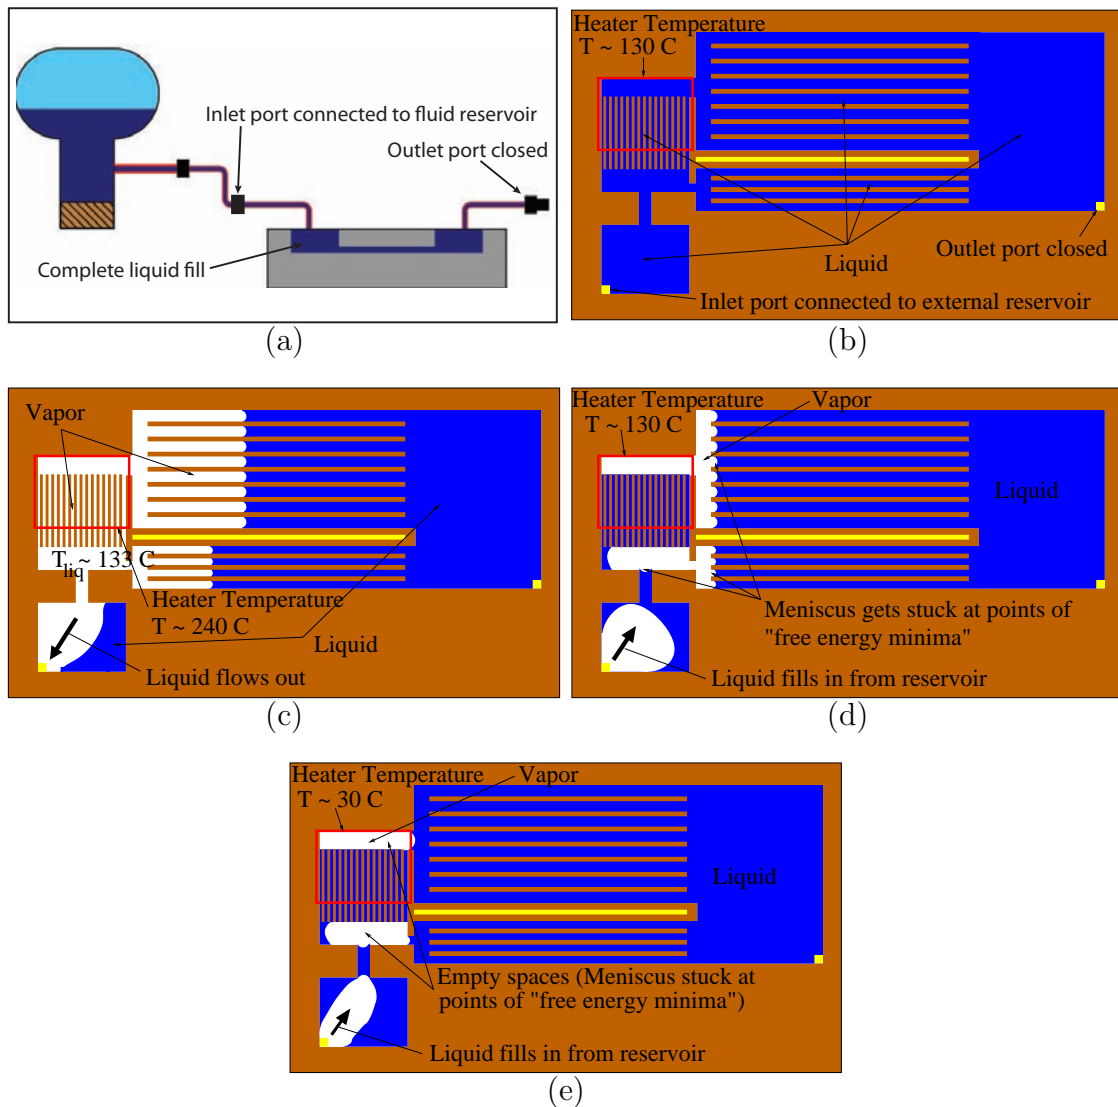 Inlet port connected to fluid reservoir
Outlet port closed
Complete liquid fill
(a)
Heater Temperature
T ~ 130 C
Liquid
Outlet port closed
Inlet port connected to external reservoir
(b)
Vapor
T liq ~ 133 C
Heater Temperature
T ~ 240 C
Liquid
Liquid flows out
(c)
Heater Temperature
T ~ 130 C
Vapor
Liquid
Meniscus gets stuck at points of
"free energy minima"
Liquid fills in from reservoir
(d)
Heater Temperature
T ~ 30 C
Vapor
Liquid
Empty spaces (Meniscus stuck at
points of "free energy minima")
Liquid fills in from reservoir
(e)